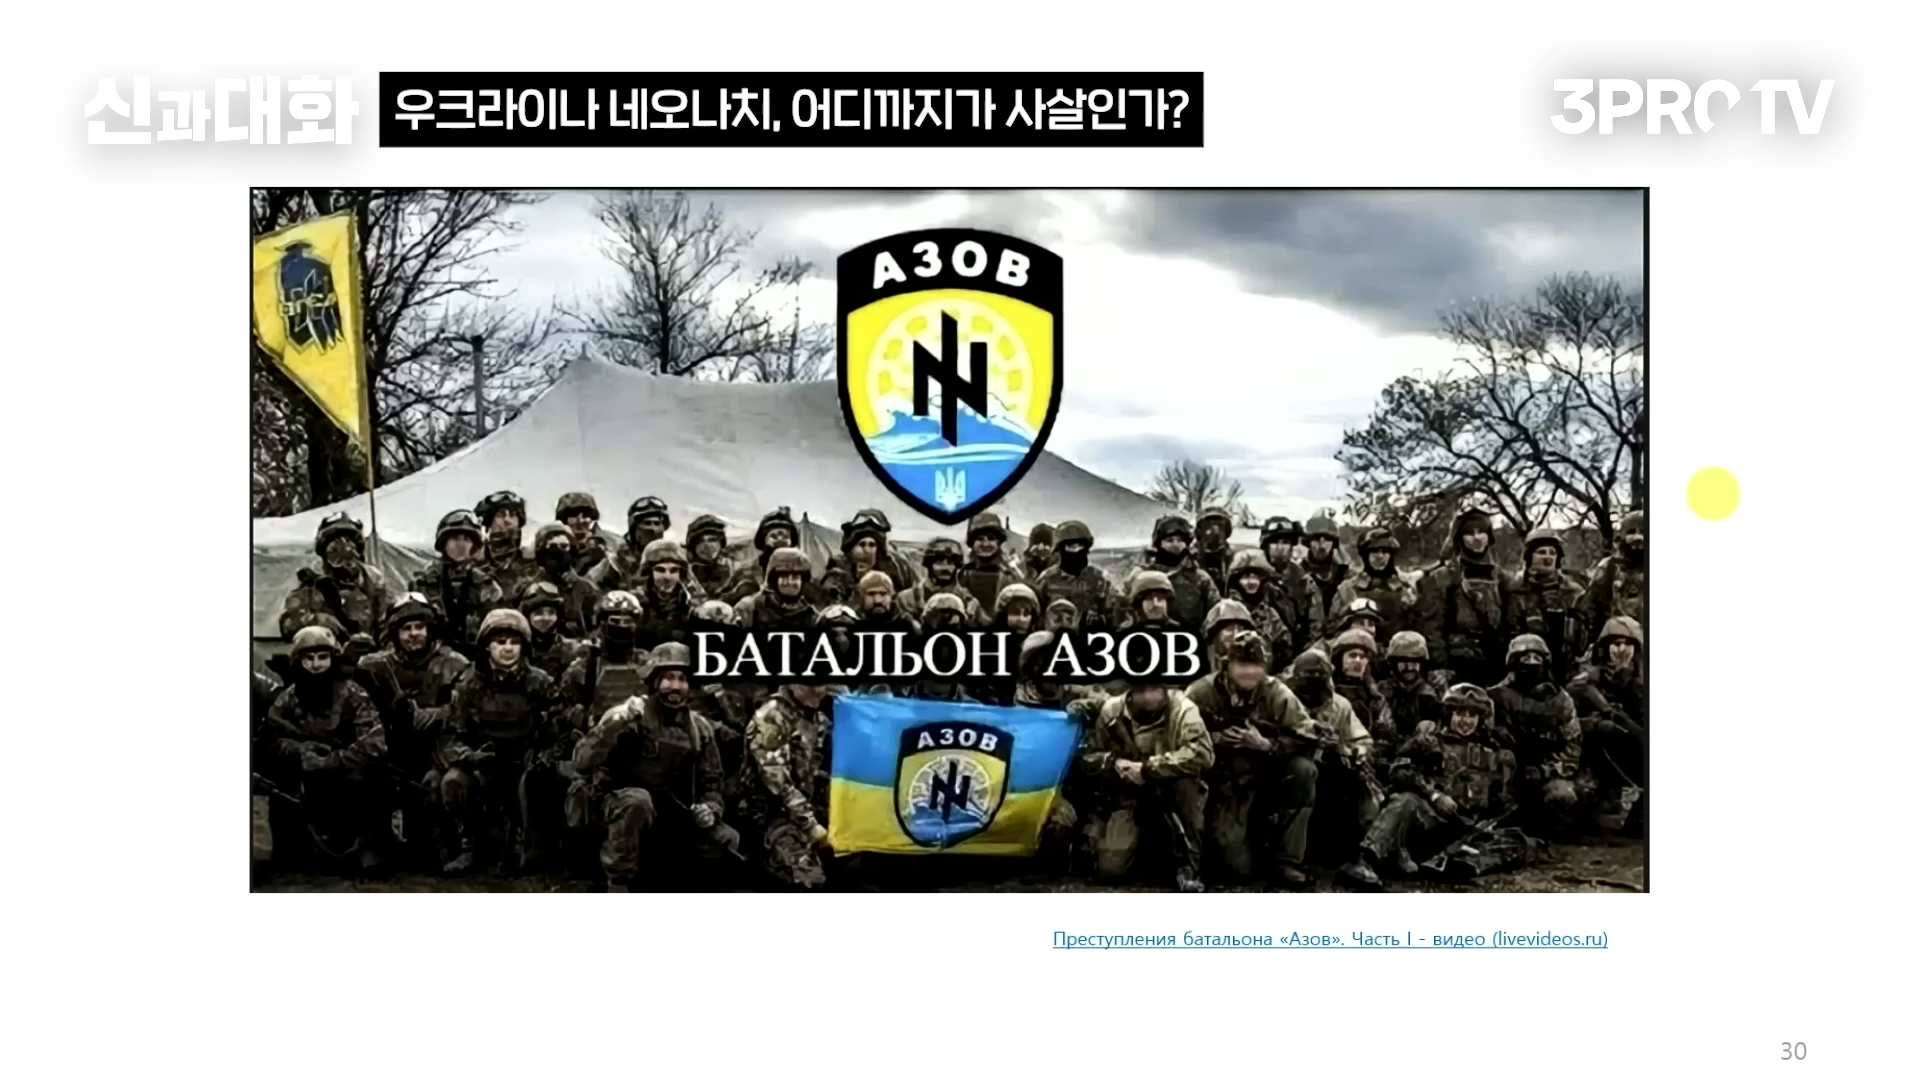 신과대화
우크라이나 네오나치, 어디까지가 사살인가?
3PRO TV
АЗОВ
БАТАЛЬОН АЗОВ
АЗОВ
Преступления батальона «Азов». Часть I - видео (livevideos.ru)
30